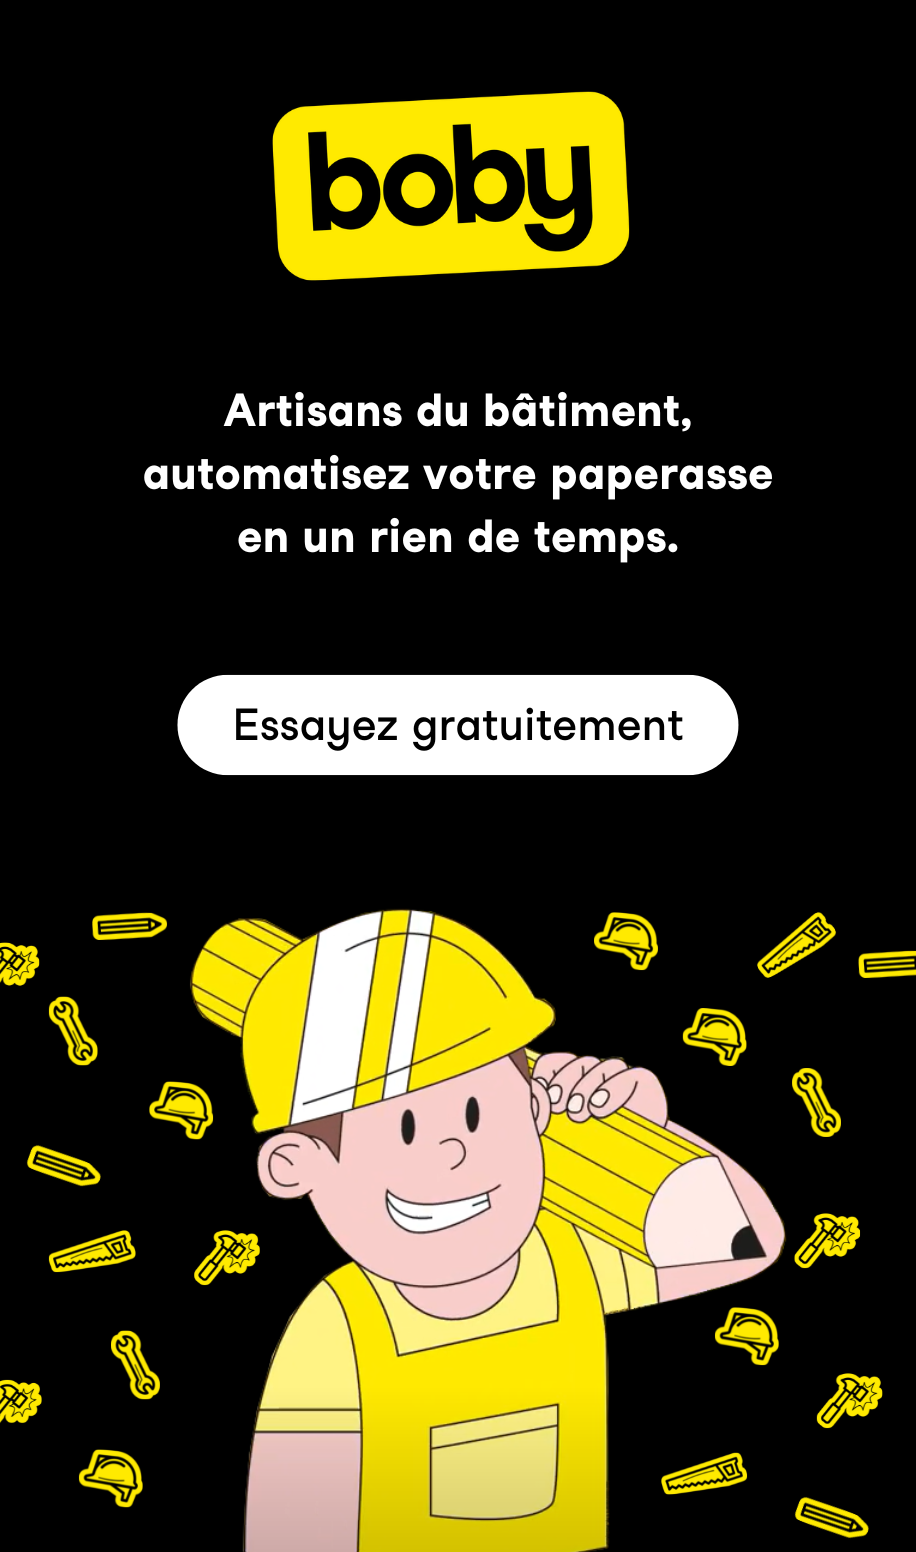 boby
Artisans du bâtiment,
automatisez votre paperasse
en un rien de temps.
Essayez gratuitement